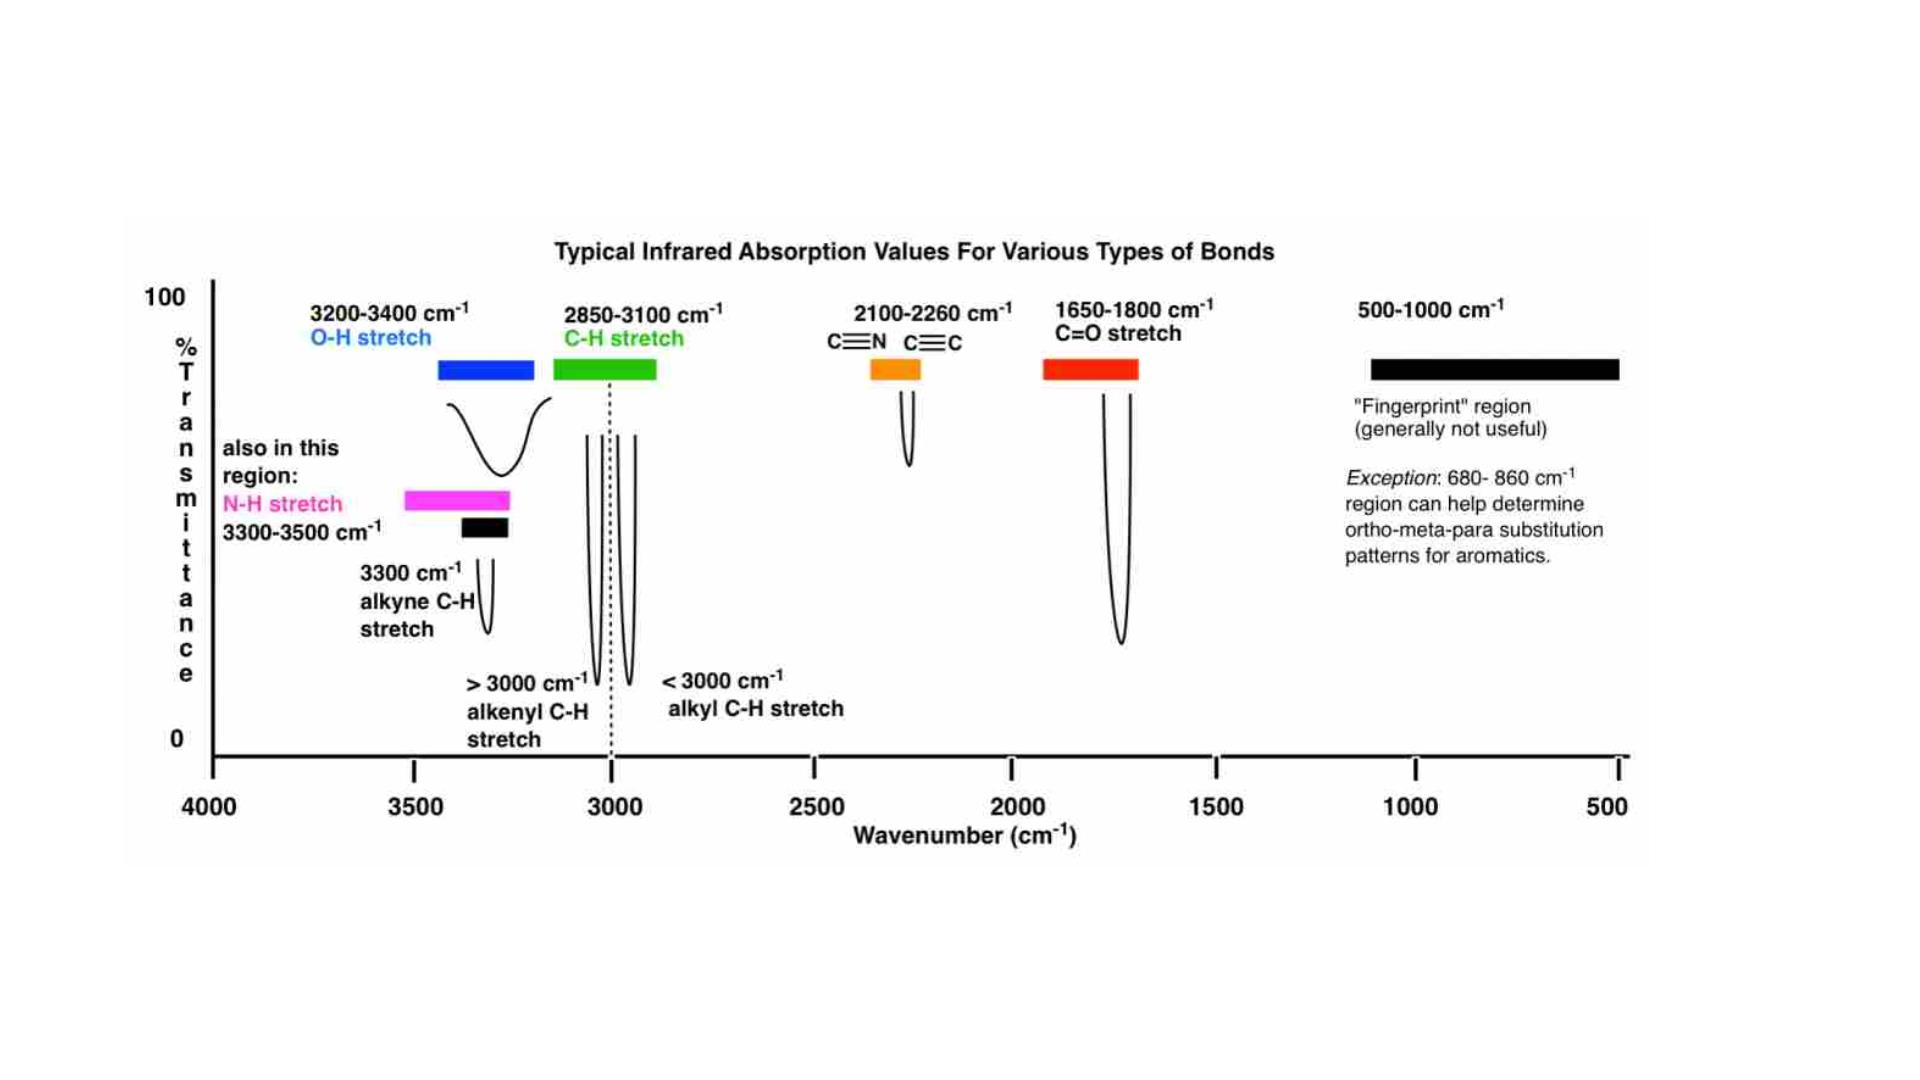 Typical Infrared Absorption Values For Various Types of Bonds
100
% Transmittance
0
3200-3400 cm⁻¹
O-H stretch
2850-3100 cm⁻¹
C-H stretch
2100-2260 cm⁻¹
C≡N C≡C
1650-1800 cm⁻¹
C=O stretch
500-1000 cm⁻¹
"Fingerprint" region
(generally not useful)
Exception: 680- 860 cm⁻¹
region can help determine
ortho-meta-para substitution
patterns for aromatics.
also in this
region:
N-H stretch
3300-3500 cm⁻¹
3300 cm⁻¹
alkyne C-H
stretch
> 3000 cm⁻¹
alkenyl C-H
stretch
< 3000 cm⁻¹
alkyl C-H stretch
4000 3500 3000 2500 2000 1500 1000 500
Wavenumber (cm⁻¹)